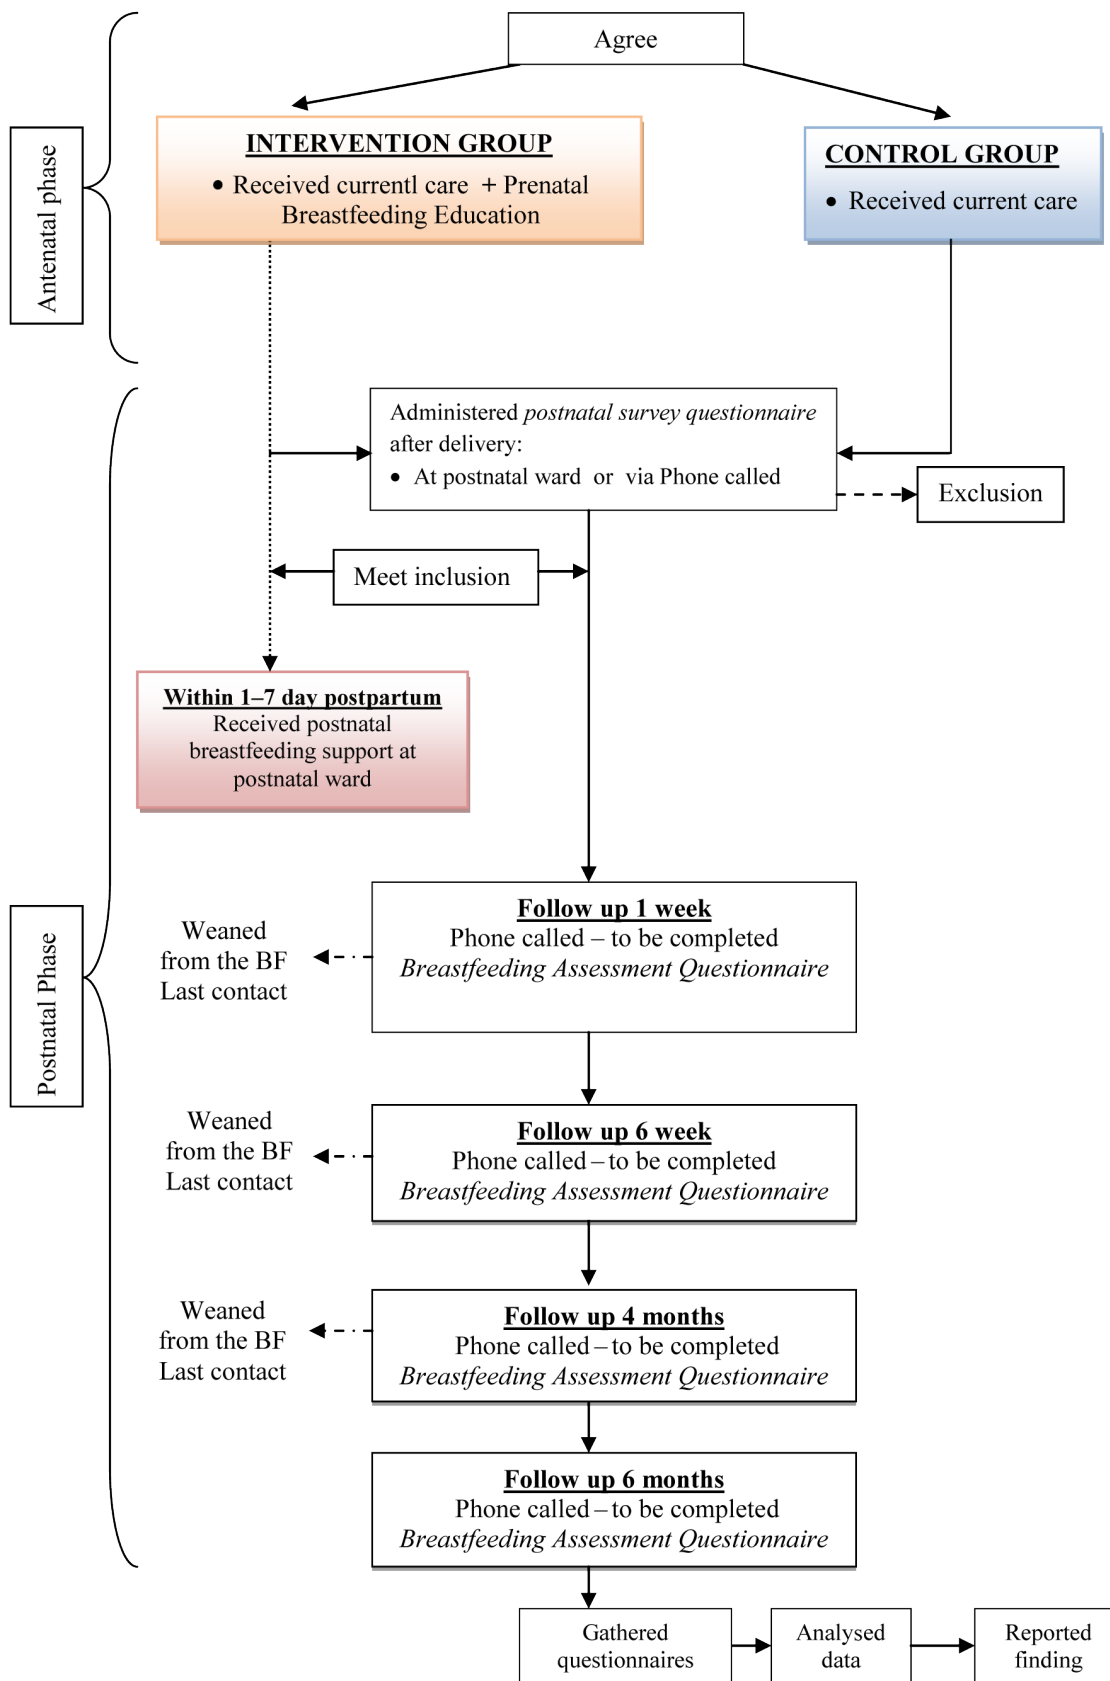 Agree
Antenatal phase
INTERVENTION GROUP
• Received currentl care + Prenatal
Breastfeeding Education
CONTROL GROUP
• Received current care
Administered postnatal survey questionnaire
after delivery:
• At postnatal ward or via Phone called
Exclusion
Meet inclusion
Within 1–7 day postpartum
Received postnatal
breastfeeding support at
postnatal ward
Postnatal Phase
Follow up 1 week
Phone called – to be completed
Breastfeeding Assessment Questionnaire
Weaned
from the BF
Last contact
Follow up 6 week
Phone called – to be completed
Breastfeeding Assessment Questionnaire
Weaned
from the BF
Last contact
Follow up 4 months
Phone called – to be completed
Breastfeeding Assessment Questionnaire
Weaned
from the BF
Last contact
Follow up 6 months
Phone called – to be completed
Breastfeeding Assessment Questionnaire
Gathered
questionnaires
Analysed
data
Reported
finding